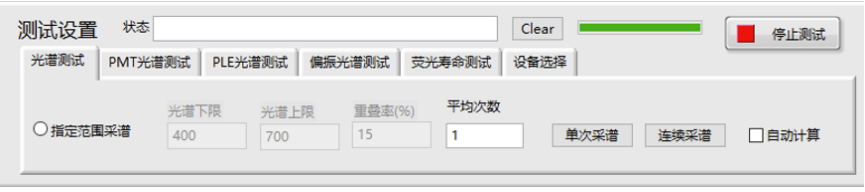 测试设置 状态 Clear 停止测试
光谱测试 PMT光谱测试 PLE光谱测试 偏振光谱测试 荧光寿命测试 设备选择
光谱下限 光谱上限 重叠率(%) 平均次数
指定范围采谱 400 700 15 1 单次采谱 连续采谱 自动计算